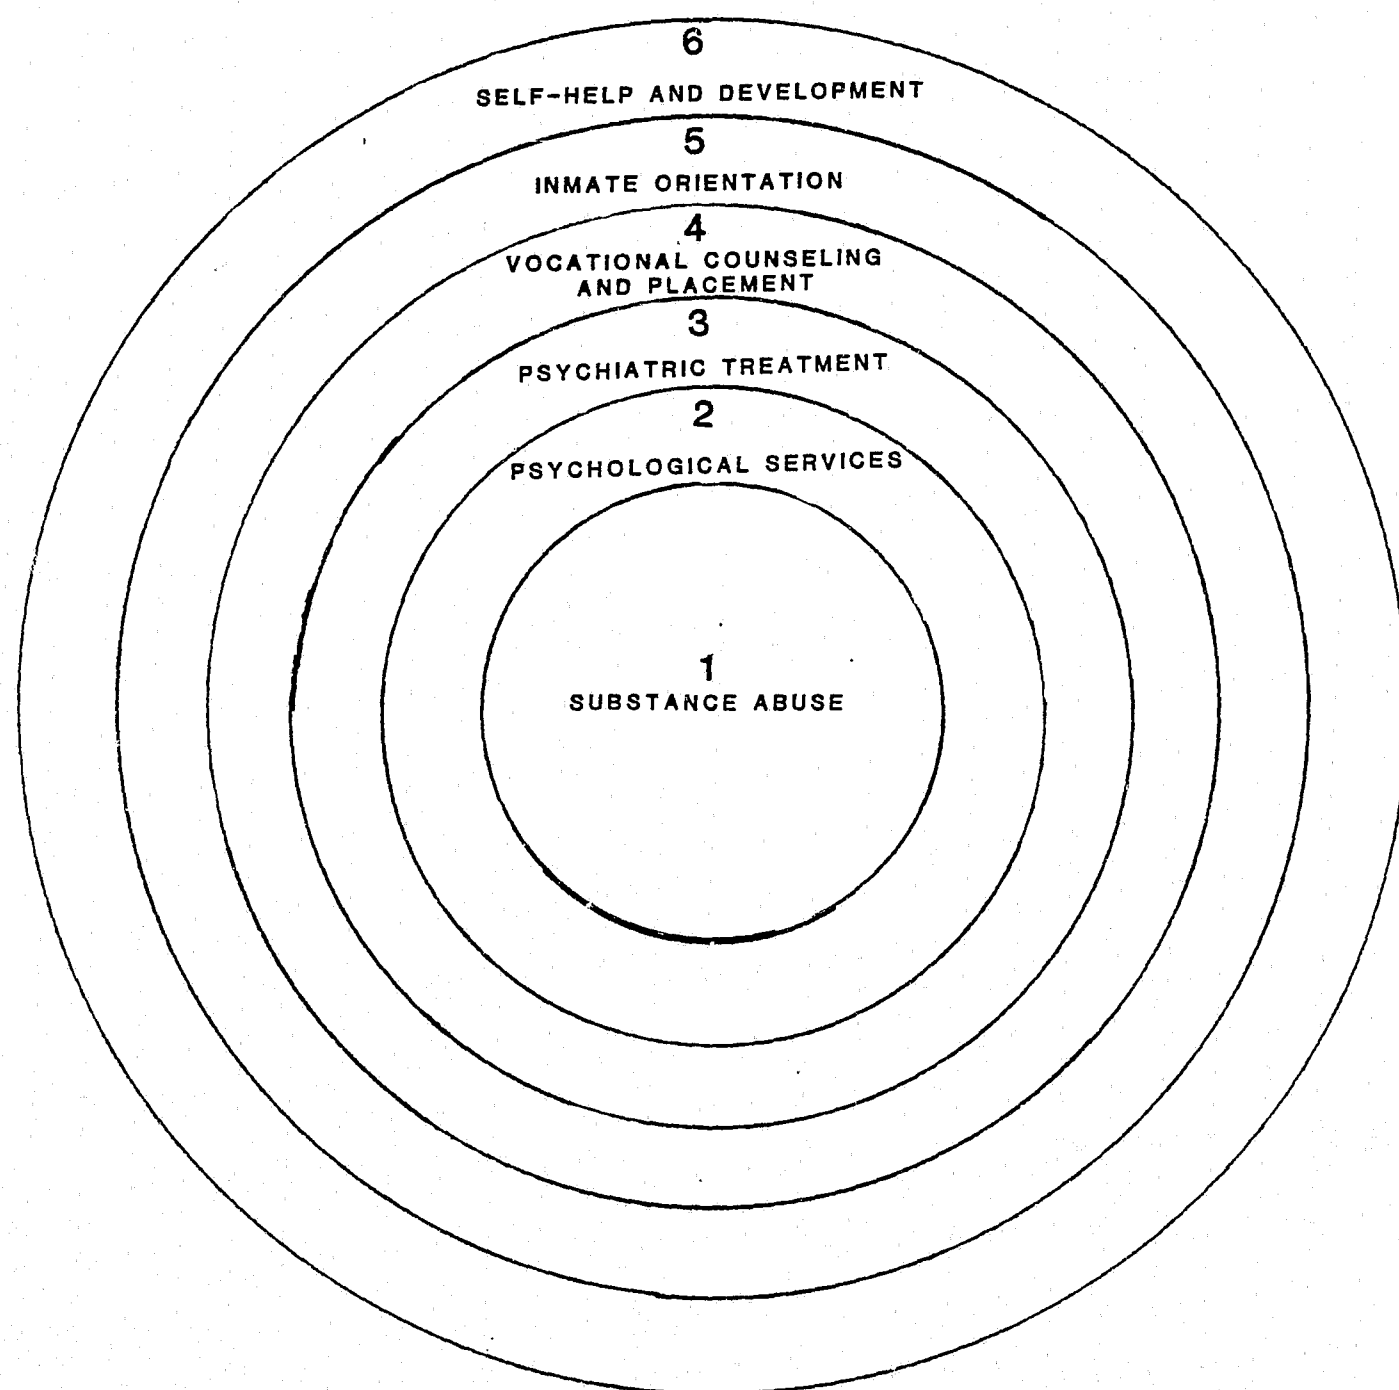 6
SELF-HELP AND DEVELOPMENT
5
INMATE ORIENTATION
4
VOCATIONAL COUNSELING
AND PLACEMENT
3
PSYCHIATRIC TREATMENT
2
PSYCHOLOGICAL SERVICES
1
SUBSTANCE ABUSE